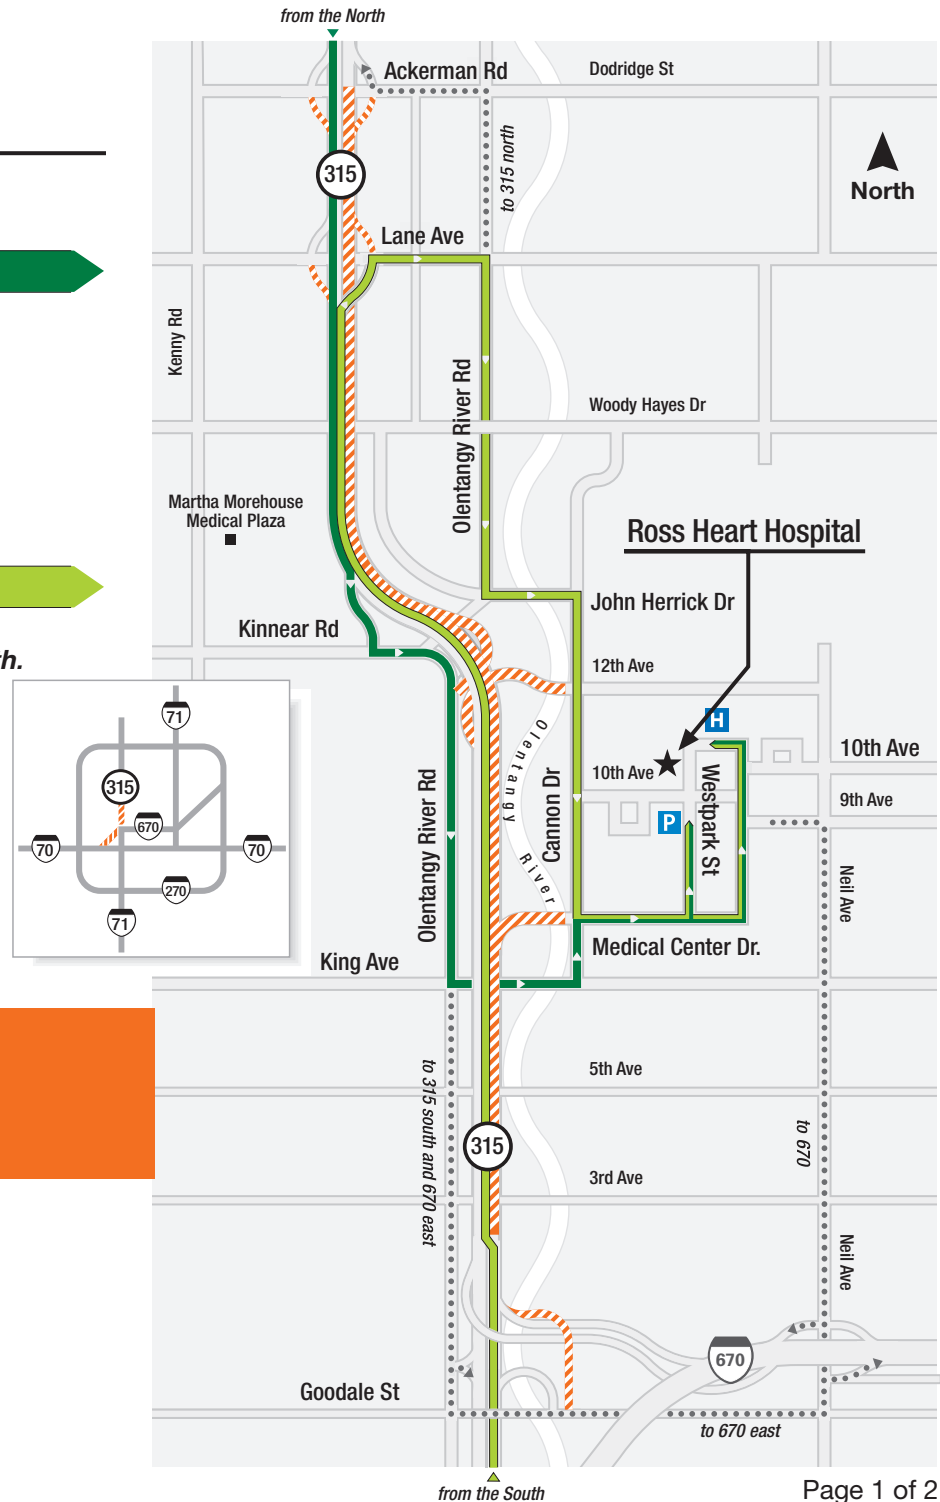 from the North
Ackerman Rd
Dodridge St
315
to 315 north
North
Lane Ave
Kenny Rd
Olentangy River Rd
Woody Hayes Dr
Martha Morehouse
Medical Plaza
Ross Heart Hospital
John Herrick Dr
Kinnear Rd
th.
12th Ave
71
H
Olentangy River
10th Ave
10th Ave
315
Westpark St
9th Ave
670
P
70
70
Cannon Dr
Olentangy River Rd
Neil Ave
270
71
Medical Center Dr.
King Ave
5th Ave
to 315 south and 670 east
315
to 670
3rd Ave
Neil Ave
670
Goodale St
to 670 east
from the South
Page 1 of 2